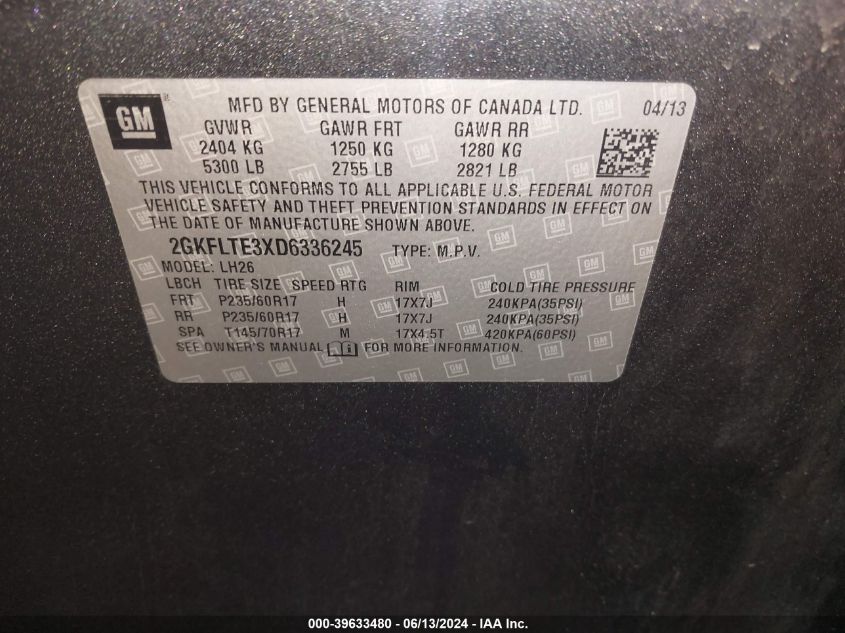 GM ® MFD BY GENERAL MOTORS OF CANADA LTD. 04/13
GVWR GAWR FRT GAWR RR
2404 KG 1250 KG 1280 KG
5300 LB 2755 LB 2821 LB
THIS VEHICLE CONFORMS TO ALL APPLICABLE U.S. FEDERAL MOTOR
VEHICLE SAFETY AND THEFT PREVENTION STANDARDS IN EFFECT ON
THE DATE OF MANUFACTURE SHOWN ABOVE.
2GKFLTE3XD6336245 TYPE: M.P.V.
MODEL: LH26
LBCH TIRE SIZE SPEED RTG RIM COLD TIRE PRESSURE
FRT P235/60R17 H 17X7J 240KPA(35PSI)
RR P235/60R17 H 17X7J 240KPA(35PSI)
SPA T145/70R17 M 17X4.5T 420KPA(60PSI)
SEE OWNER'S MANUAL FOR MORE INFORMATION.
000-39633480 - 06/13/2024 - IAA Inc.